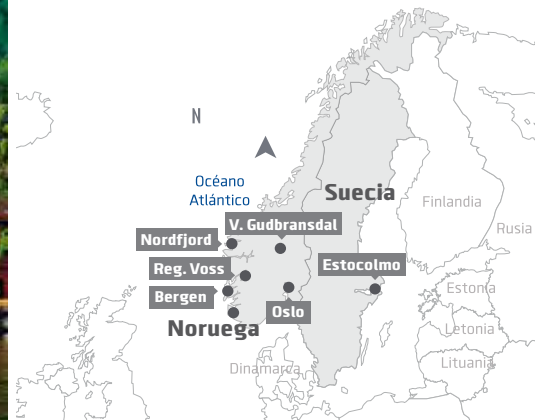 N
Océano
Atlántico
Suecia
Finlandia
Rusia
V. Gudbransdal
Nordfjord
Reg. Voss
Estocolmo
Bergen
Oslo
Estonia
Noruega
Letonia
Dinamarca
Lituania